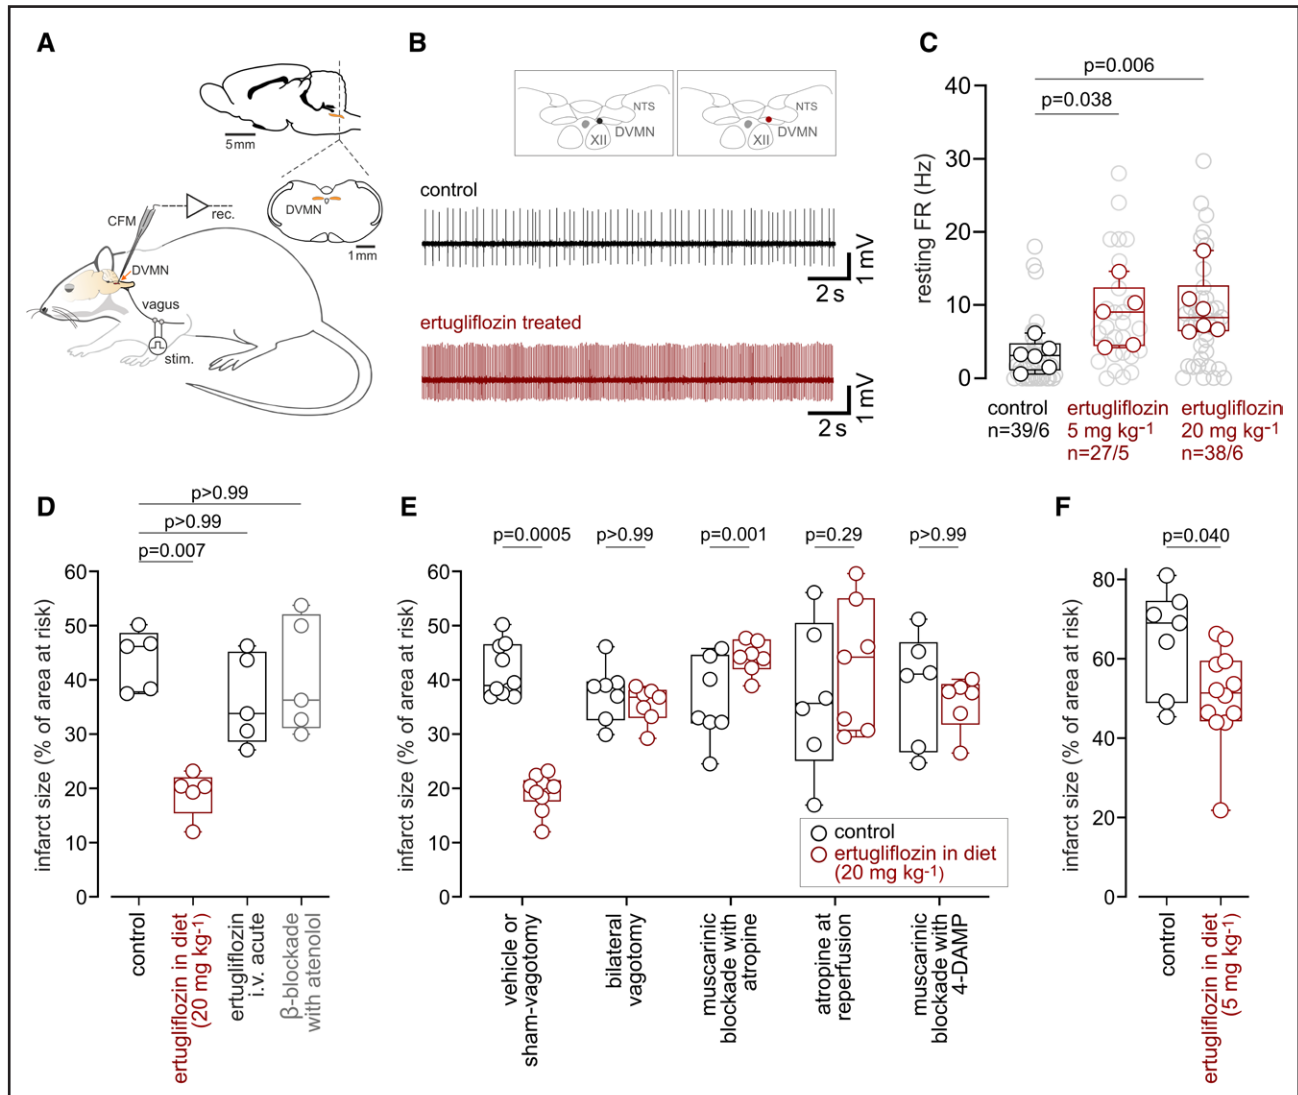 A
5mm
DVMN
1mm
CFM
rec.
DVMN
vagus
stim.
B
NTS
DVMN
XII
NTS
DVMN
XII
control
1 mV
2 s
ertugliflozin treated
1 mV
2 s
C
p=0.006
p=0.038
resting FR (Hz)
40
30
20
10
0
control
n=39/6
ertugliflozin
5 mg kg-1
n=27/5
ertugliflozin
20 mg kg-1
n=38/6
D
p>0.99
p>0.99
p=0.007
infarct size (% of area at risk)
60
50
40
30
20
10
0
control
ertugliflozin in diet
(20 mg kg-1)
ertugliflozin
i.v. acute
β-blockade
with atenolol
E
p=0.0005
p>0.99
p=0.001
p=0.29
p>0.99
infarct size (% of area at risk)
60
50
40
30
20
10
0
control
ertugliflozin in diet
(20 mg kg-1)
vehicle or
sham-vagotomy
bilateral
vagotomy
muscarinic
blockade with
atropine
atropine at
reperfusion
muscarinic
blockade with
4-DAMP
F
p=0.040
infarct size (% of area at risk)
80
60
40
20
0
control
ertugliflozin in diet
(5 mg kg-1)